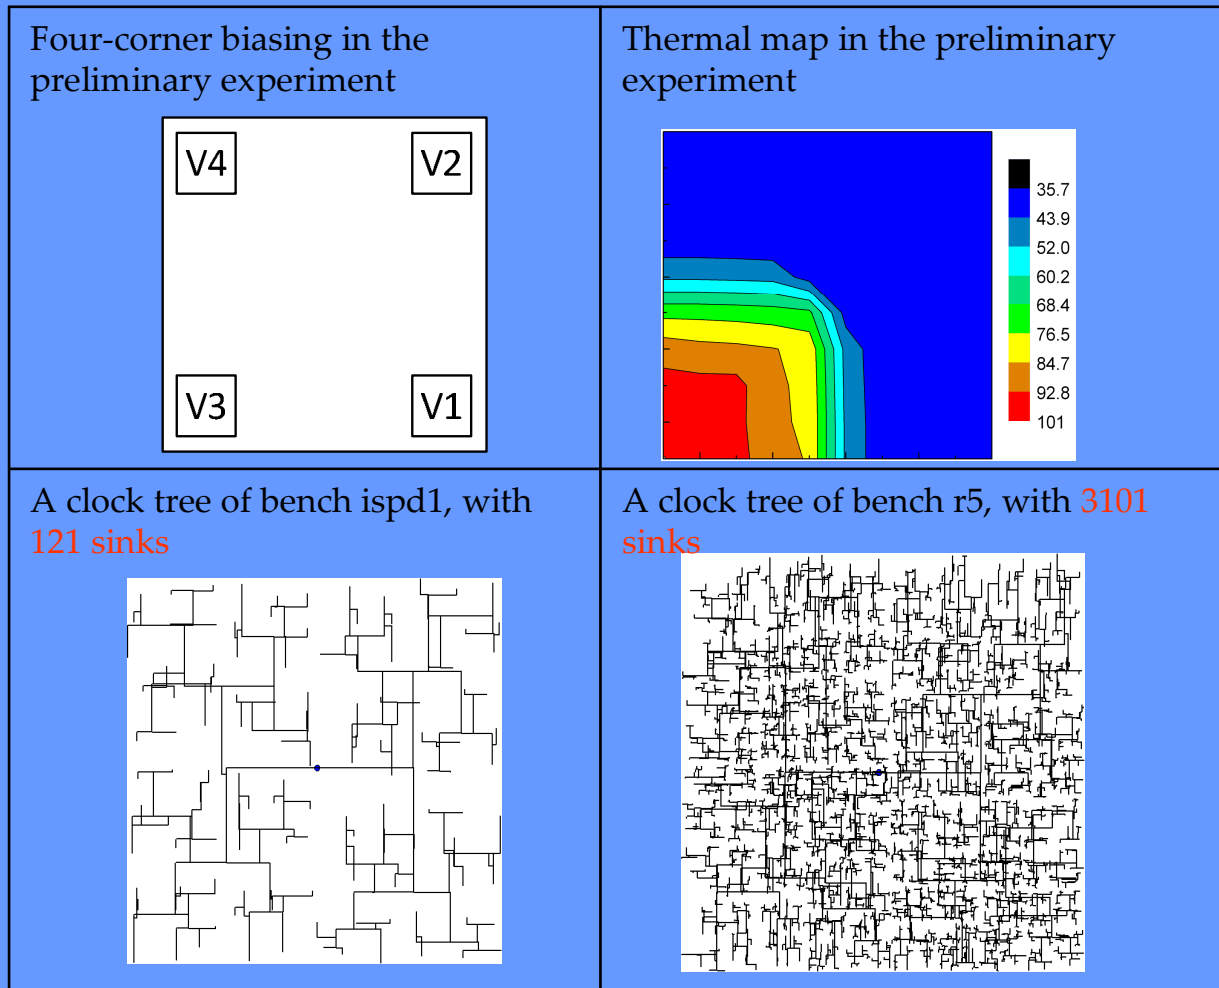 Four-corner biasing in the
preliminary experiment
V4
V2
V3
V1
Thermal map in the preliminary
experiment
35.7
43.9
52.0
60.2
68.4
76.5
84.7
92.8
101
A clock tree of bench ispd1, with
121 sinks
A clock tree of bench r5, with 3101
sinks